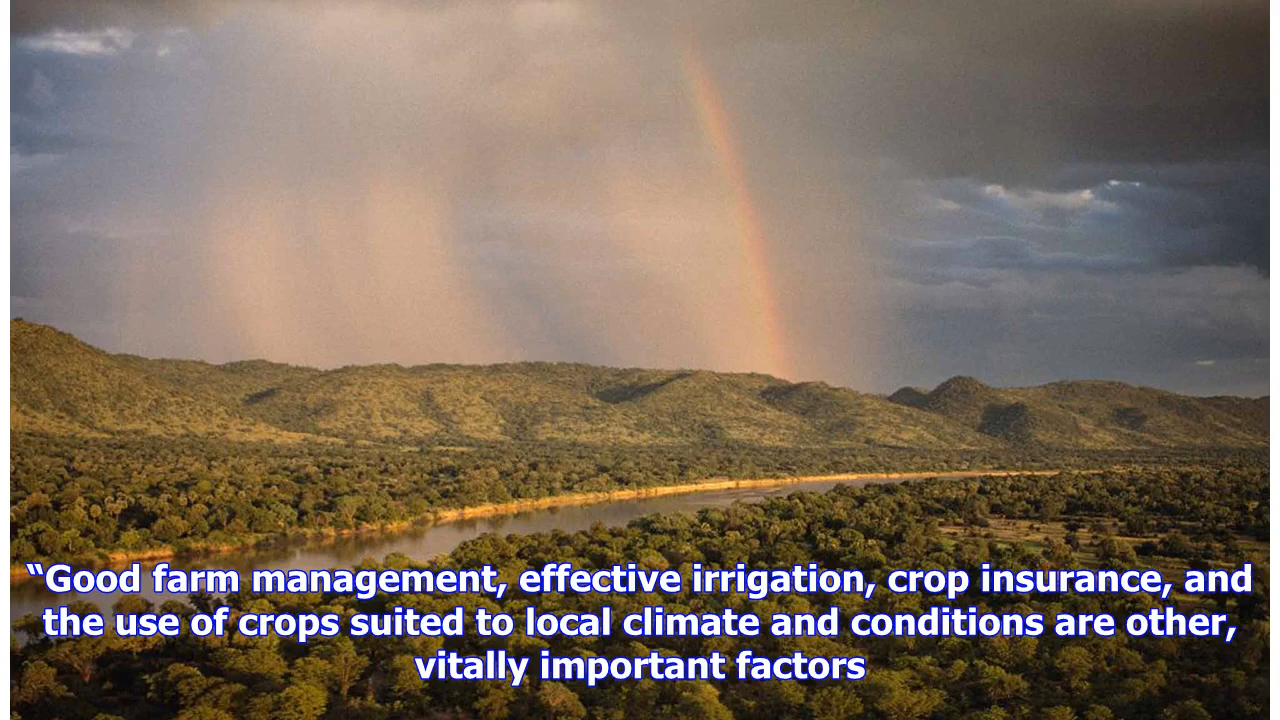 “Good farm management, effective irrigation, crop insurance, and
the use of crops suited to local climate and conditions are other,
vitally important factors